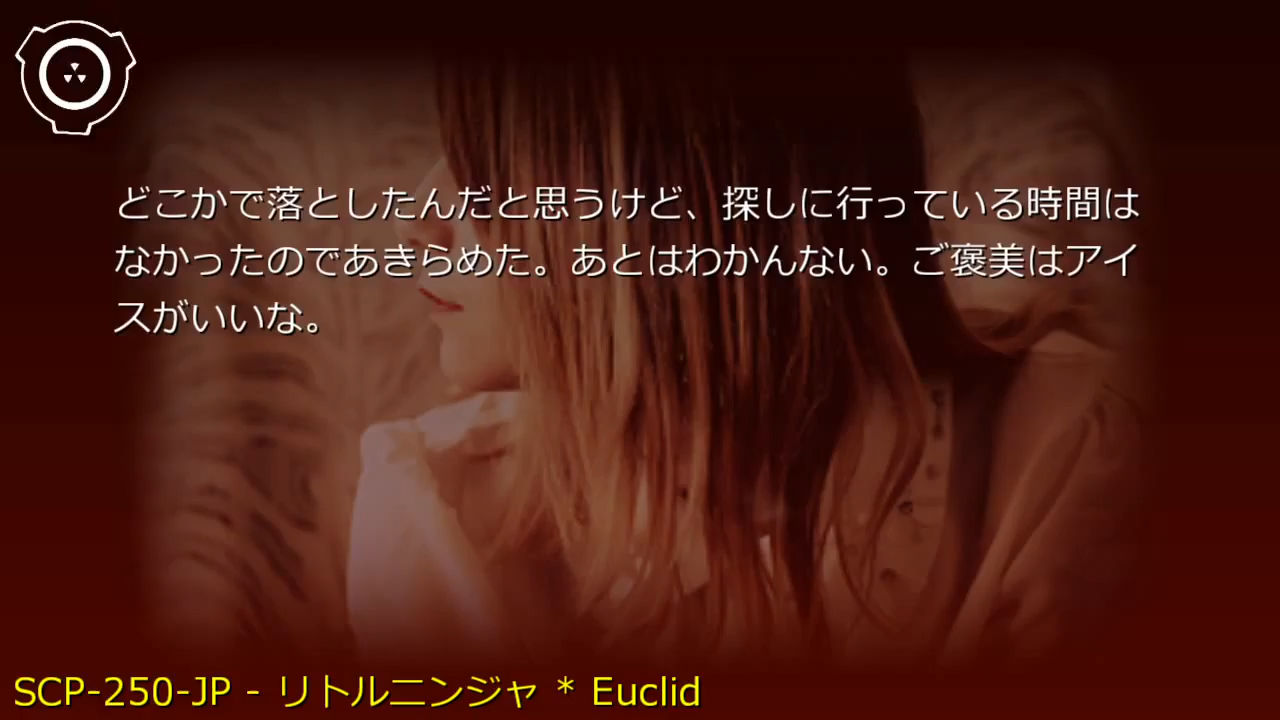 どこかで落としたんだと思うけど、探しに行っている時間は
なかったのであきらめた。あとはわかんない。ご褒美はアイ
スがいいな。
SCP-250-JP - リトルニンジャ * Euclid